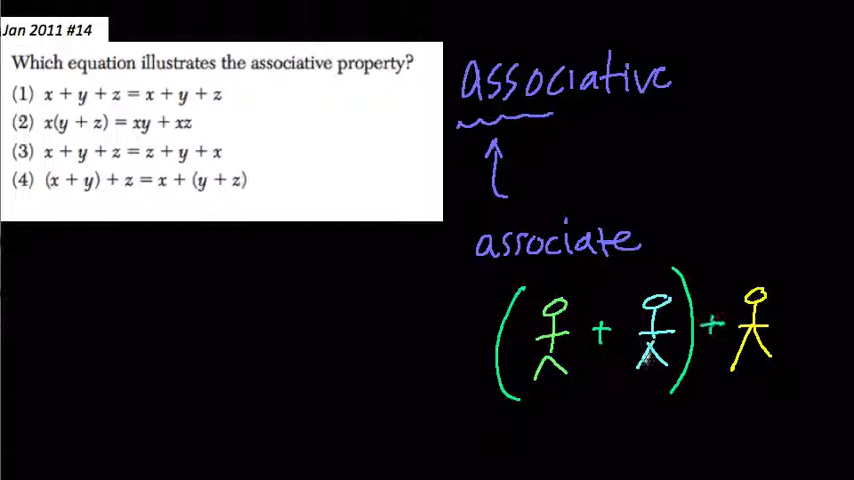 Jan 2011 #14
Which equation illustrates the associative property?
(1) x + y + z = x + y + z
(2) x(y + z) = xy + xz
(3) x + y + z = z + y + x
(4) (x + y) + z = x + (y + z)
associative
associate
( + ) +